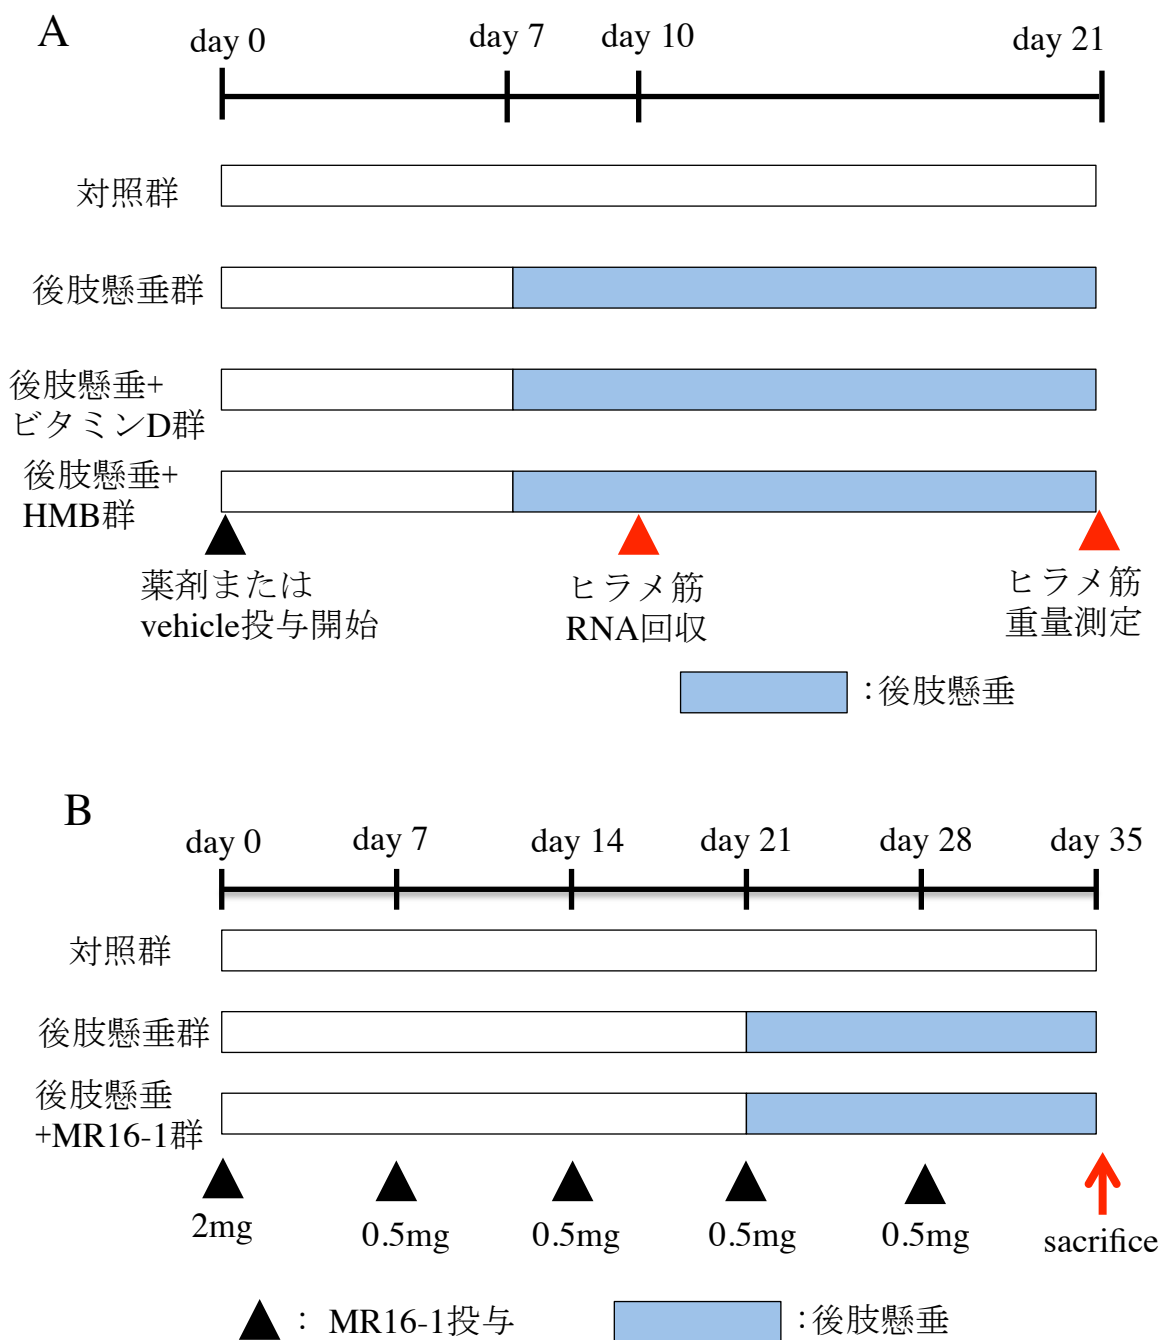 A
day 0
day 7
day 10
day 21
対照群
後肢懸垂群
後肢懸垂+
ビタミンD群
後肢懸垂+
HMB群
薬剤または
vehicle投与開始
ヒラメ筋
RNA回収
ヒラメ筋
重量測定
:後肢懸垂
B
day 0
day 7
day 14
day 21
day 28
day 35
対照群
後肢懸垂群
後肢懸垂
+MR16-1群
2mg
0.5mg
0.5mg
0.5mg
0.5mg
sacrifice
: MR16-1投与
:後肢懸垂